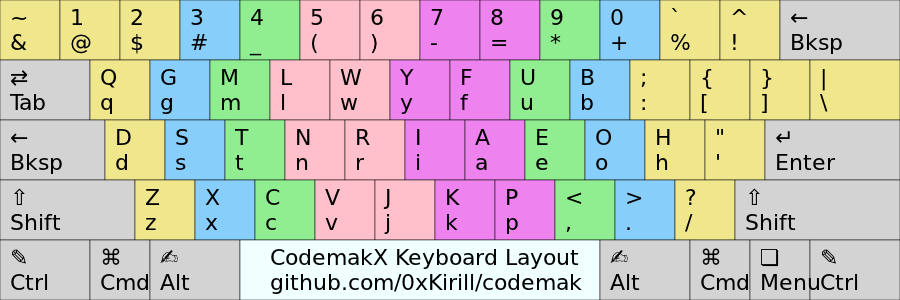 ~ 1 2 3 4 5 6 7 8 9 0 ` ^ ←
& @ $ # _ ( ) - = * + % ! Bksp
⇄ Q G M L W Y F U B ; { } |
Tab q g m l w y f u b : [ ] \
← D S T N R I A E O H " ↵
Bksp d s t n r i a e o h ' Enter
⇧ Z X C V J K P < > ? ⇧
Shift z x c v j k p , . / Shift
✎ ⌘ ✍ CodemakX Keyboard Layout ✍ ⌘ ❏ ✎
Ctrl Cmd Alt github.com/0xKirill/codemak Alt Cmd Menu Ctrl